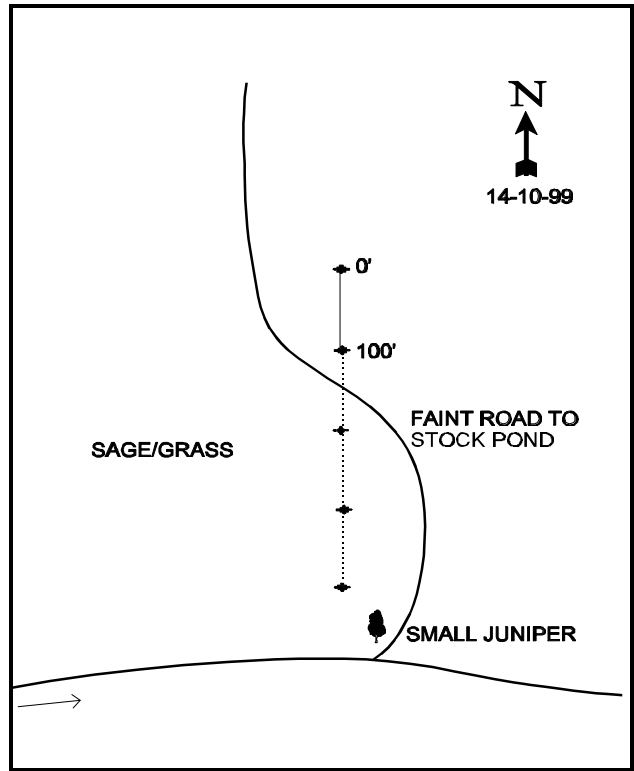 N
14-10-99
0'
100'
FAINT ROAD TO
STOCK POND
SAGE/GRASS
SMALL JUNIPER